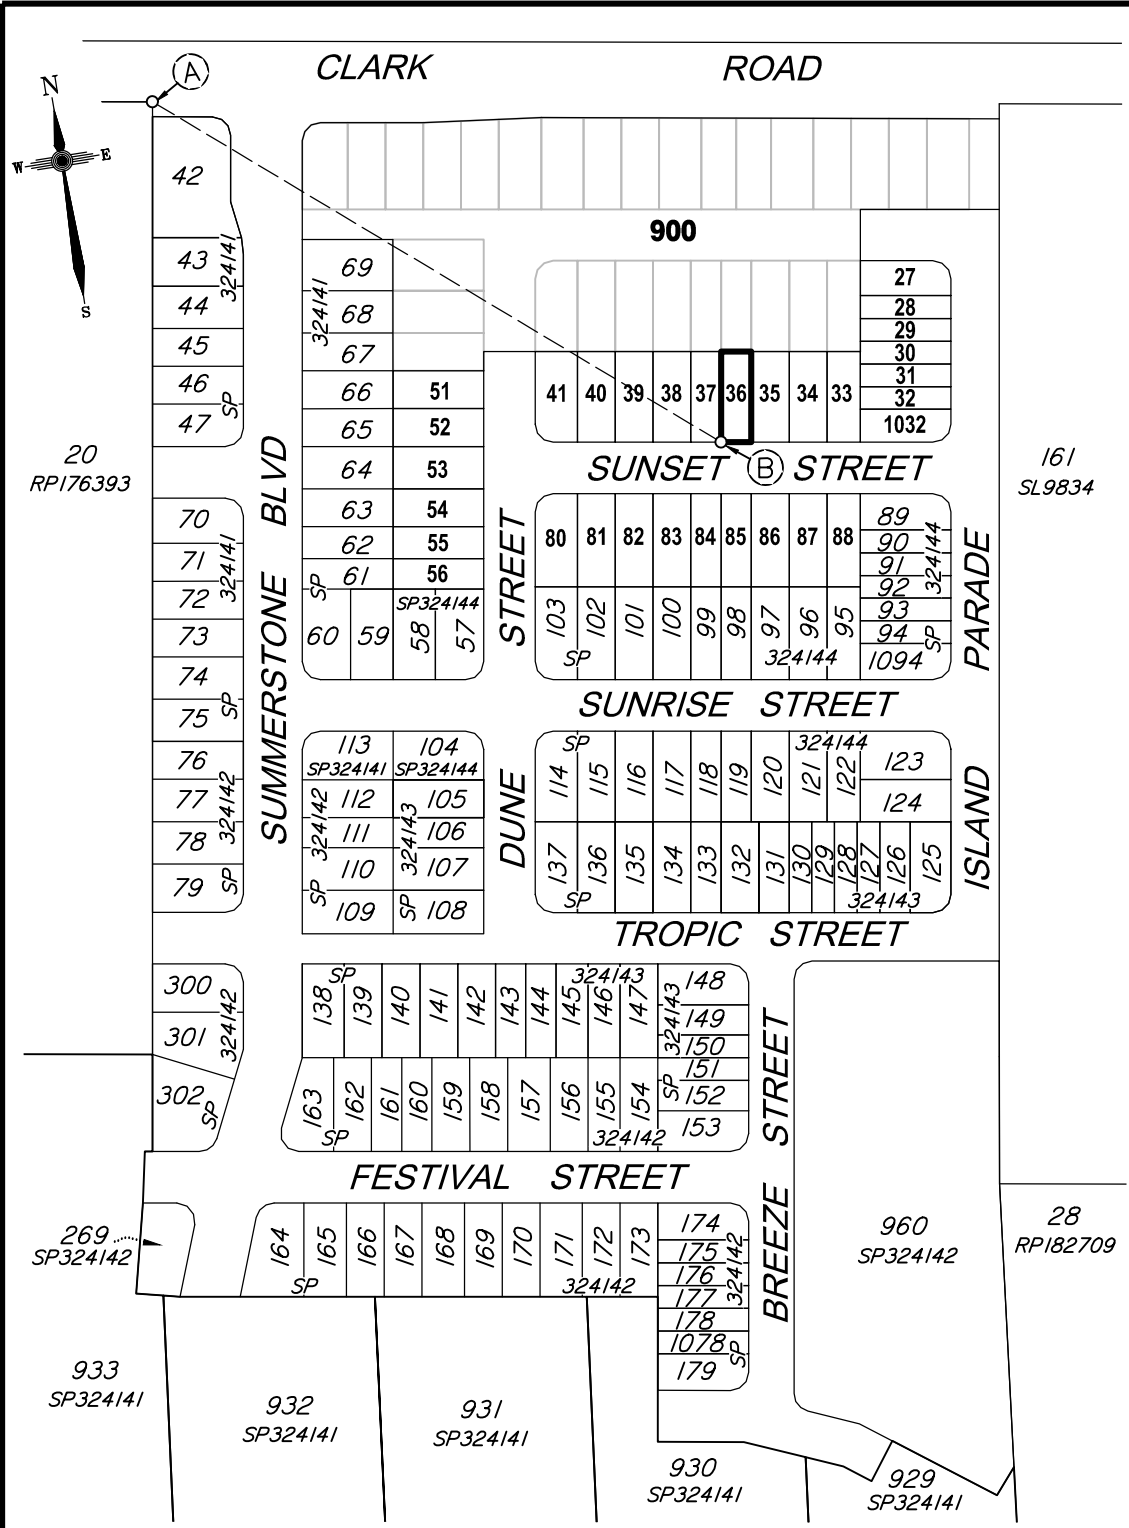 CLARK ROAD
A
N
W E
S
42
43
44
45
46
47
SP 324141
69
68
67
66
65
64
63
62
61
324141
SP
60 59
51
52
53
54
55
56
SP324144
58 57
900
41 40 39 38 37 36 35 34 33
27
28
29
30
31
32
1032
SUNSET STREET
B
20
RP176393
161
SL9834
SUMMERSTONE BLVD
DUNE STREET
ISLAND PARADE
70
71
72
73
74
75
76
77
78
79
SP 324141
SP 324142
80 81 82 83 84 85 86 87 88
103 102 101 100 99 98 97 96 95
SP 324144
89
90
91
92
93
94
1094
SP 324144
SUNRISE STREET
113
SP324141
104
SP324144
112
111
110
109
SP 324142
105
106
107
108
SP 324143
114 115 116 117 118 119 120 121 122
SP 324144
123
124
137 136 135 134 133 132 131 130 129 128 127 126 125
SP 324143
TROPIC STREET
300
301
302
SP 324142
138 139 140 141 142 143 144 145 146 147
SP 324143
148
149
150
151
152
153
SP 324143
163 162 161 160 159 158 157 156 155 154
SP 324142
BREEZE STREET
FESTIVAL STREET
269
SP324142
164 165 166 167 168 169 170 171 172 173
SP 324142
174
175
176
177
178
1078
179
SP 324142
960
SP324142
28
RP182709
933
SP324141
932
SP324141
931
SP324141
930
SP324141
929
SP324141